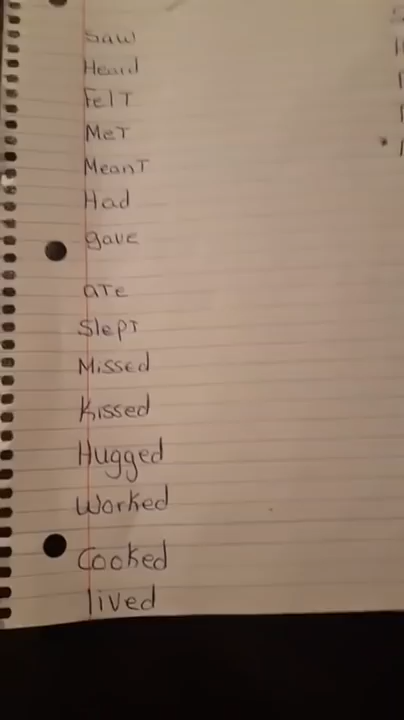 Saw
Heard
FelT
MeT
MeanT
Had
gave
aTe
SlepT
Missed
Kissed
Hugged
Worked
Cooked
lived